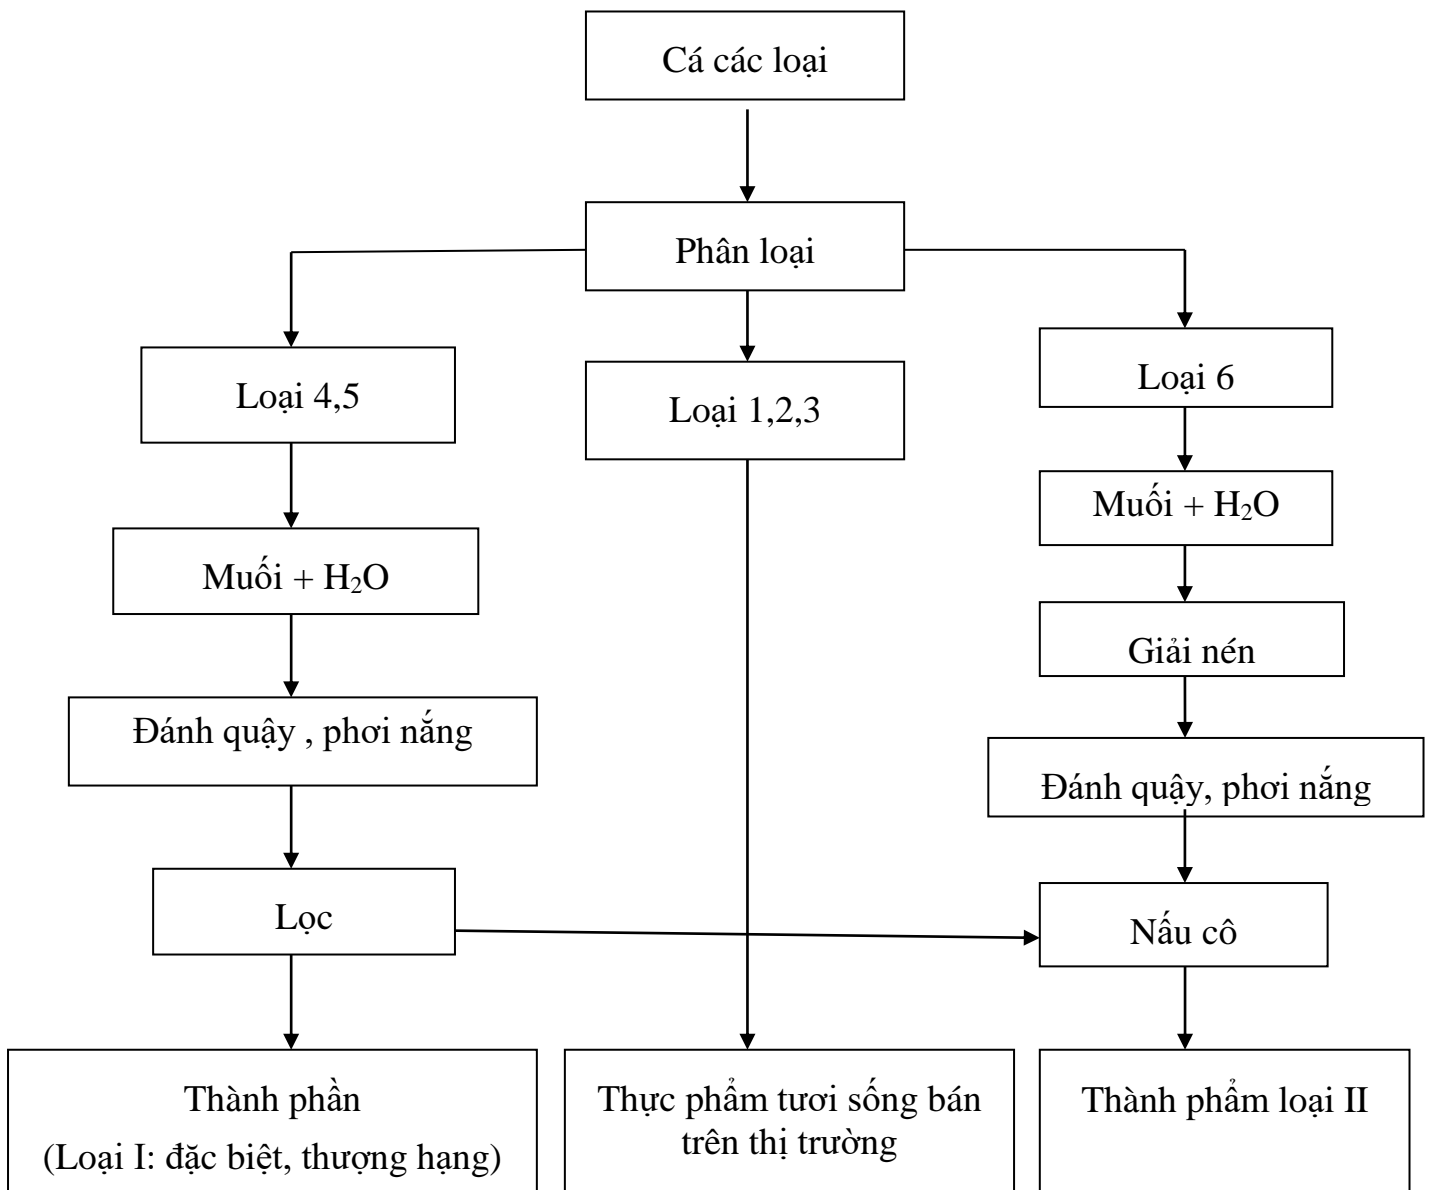 Cá các loại
Phân loại
Loại 4,5
Loại 1,2,3
Loại 6
Muối + H₂O
Muối + H₂O
Giải nén
Đánh quậy , phơi nắng
Đánh quậy, phơi nắng
Lọc
Nấu cô
Thành phần
(Loại I: đặc biệt, thượng hạng)
Thực phẩm tươi sống bán
trên thị trường
Thành phẩm loại II